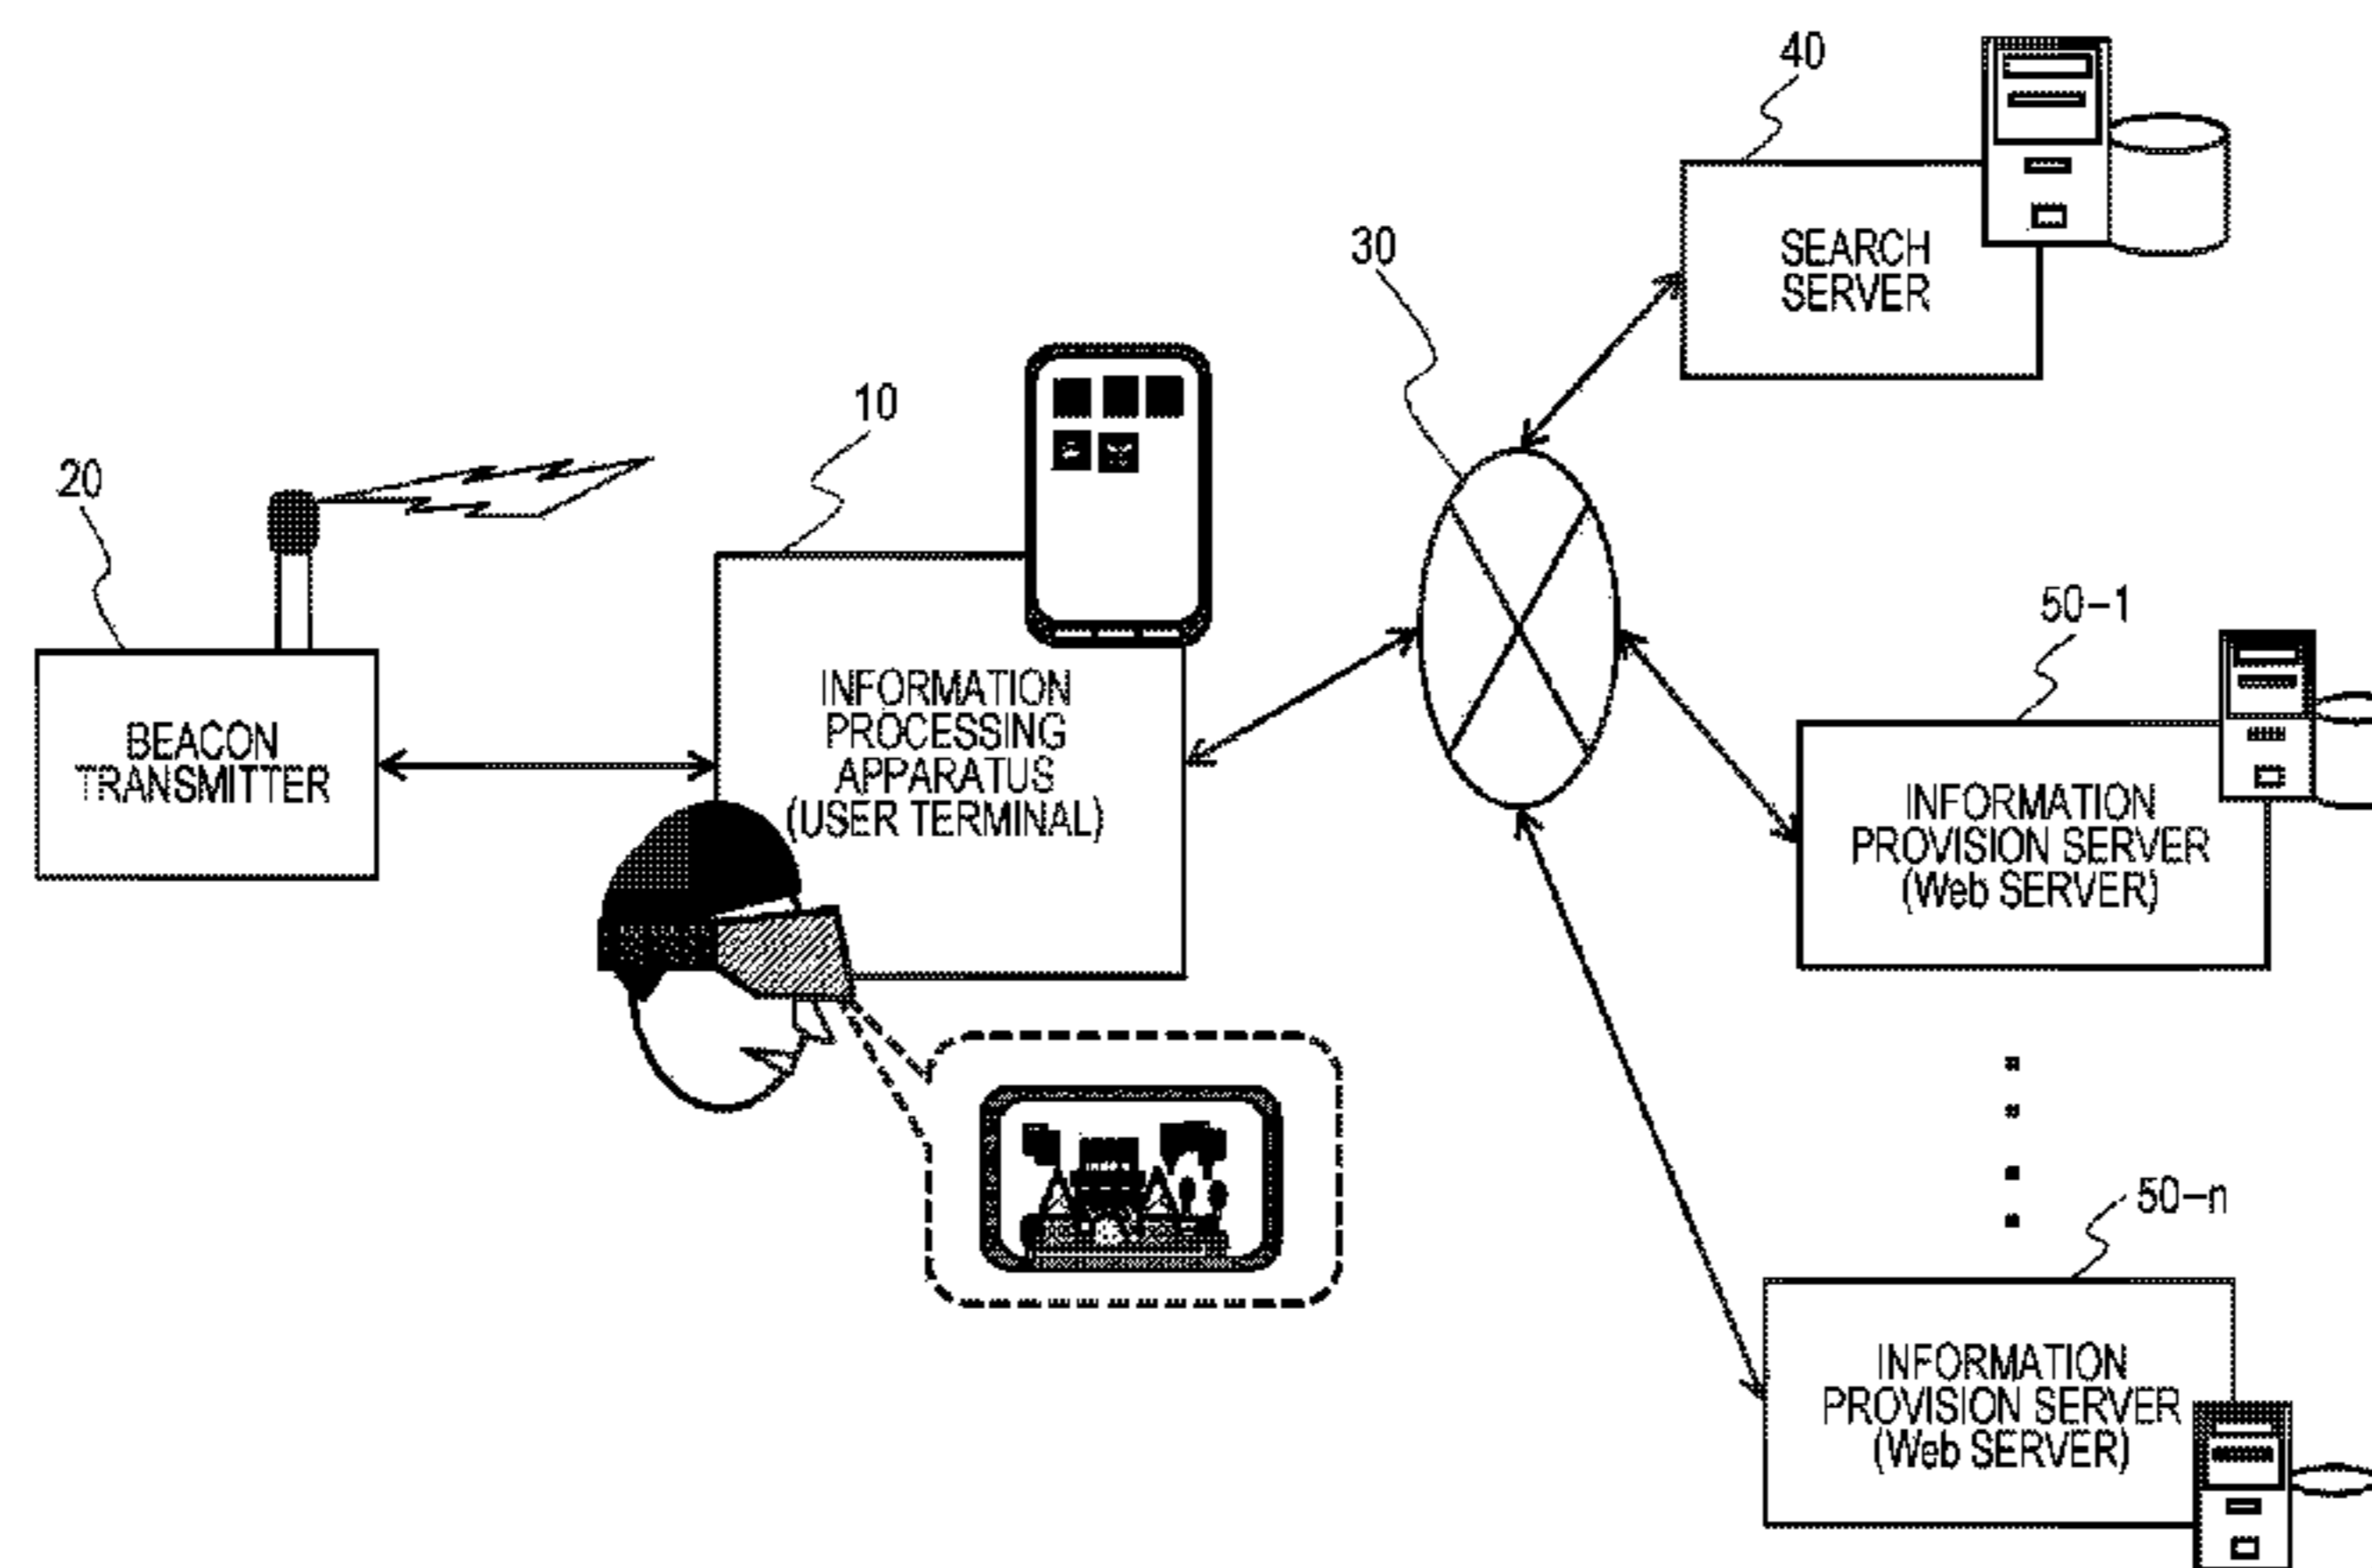 40
SEARCH
SERVER
30
10
20
BEACON
TRANSMITTER
INFORMATION
PROCESSING
APPARATUS
(USER TERMINAL)
50-1
INFORMATION
PROVISION SERVER
(Web SERVER)
50-n
INFORMATION
PROVISION SERVER
(Web SERVER)